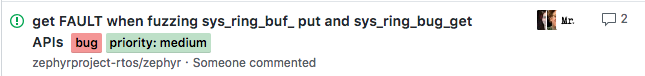 get FAULT when fuzzing sys_ring_buf_ put and sys_ring_bug_get
Mr.
2
APIs bug priority: medium
zephyrproject-rtos/zephyr · Someone commented